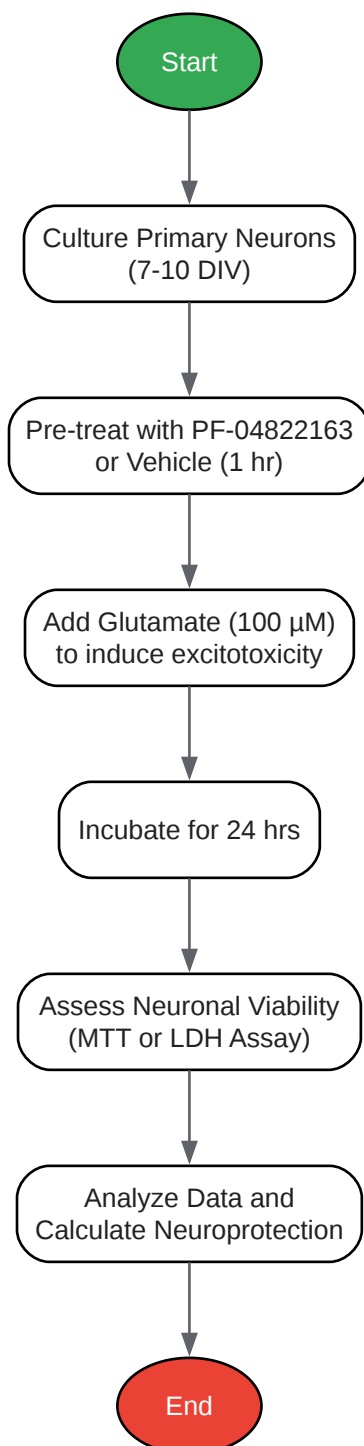 Start
Culture Primary Neurons
(7-10 DIV)
Pre-treat with PF-04822163
or Vehicle (1 hr)
Add Glutamate (100 µM)
to induce excitotoxicity
Incubate for 24 hrs
Assess Neuronal Viability
(MTT or LDH Assay)
Analyze Data and
Calculate Neuroprotection
End